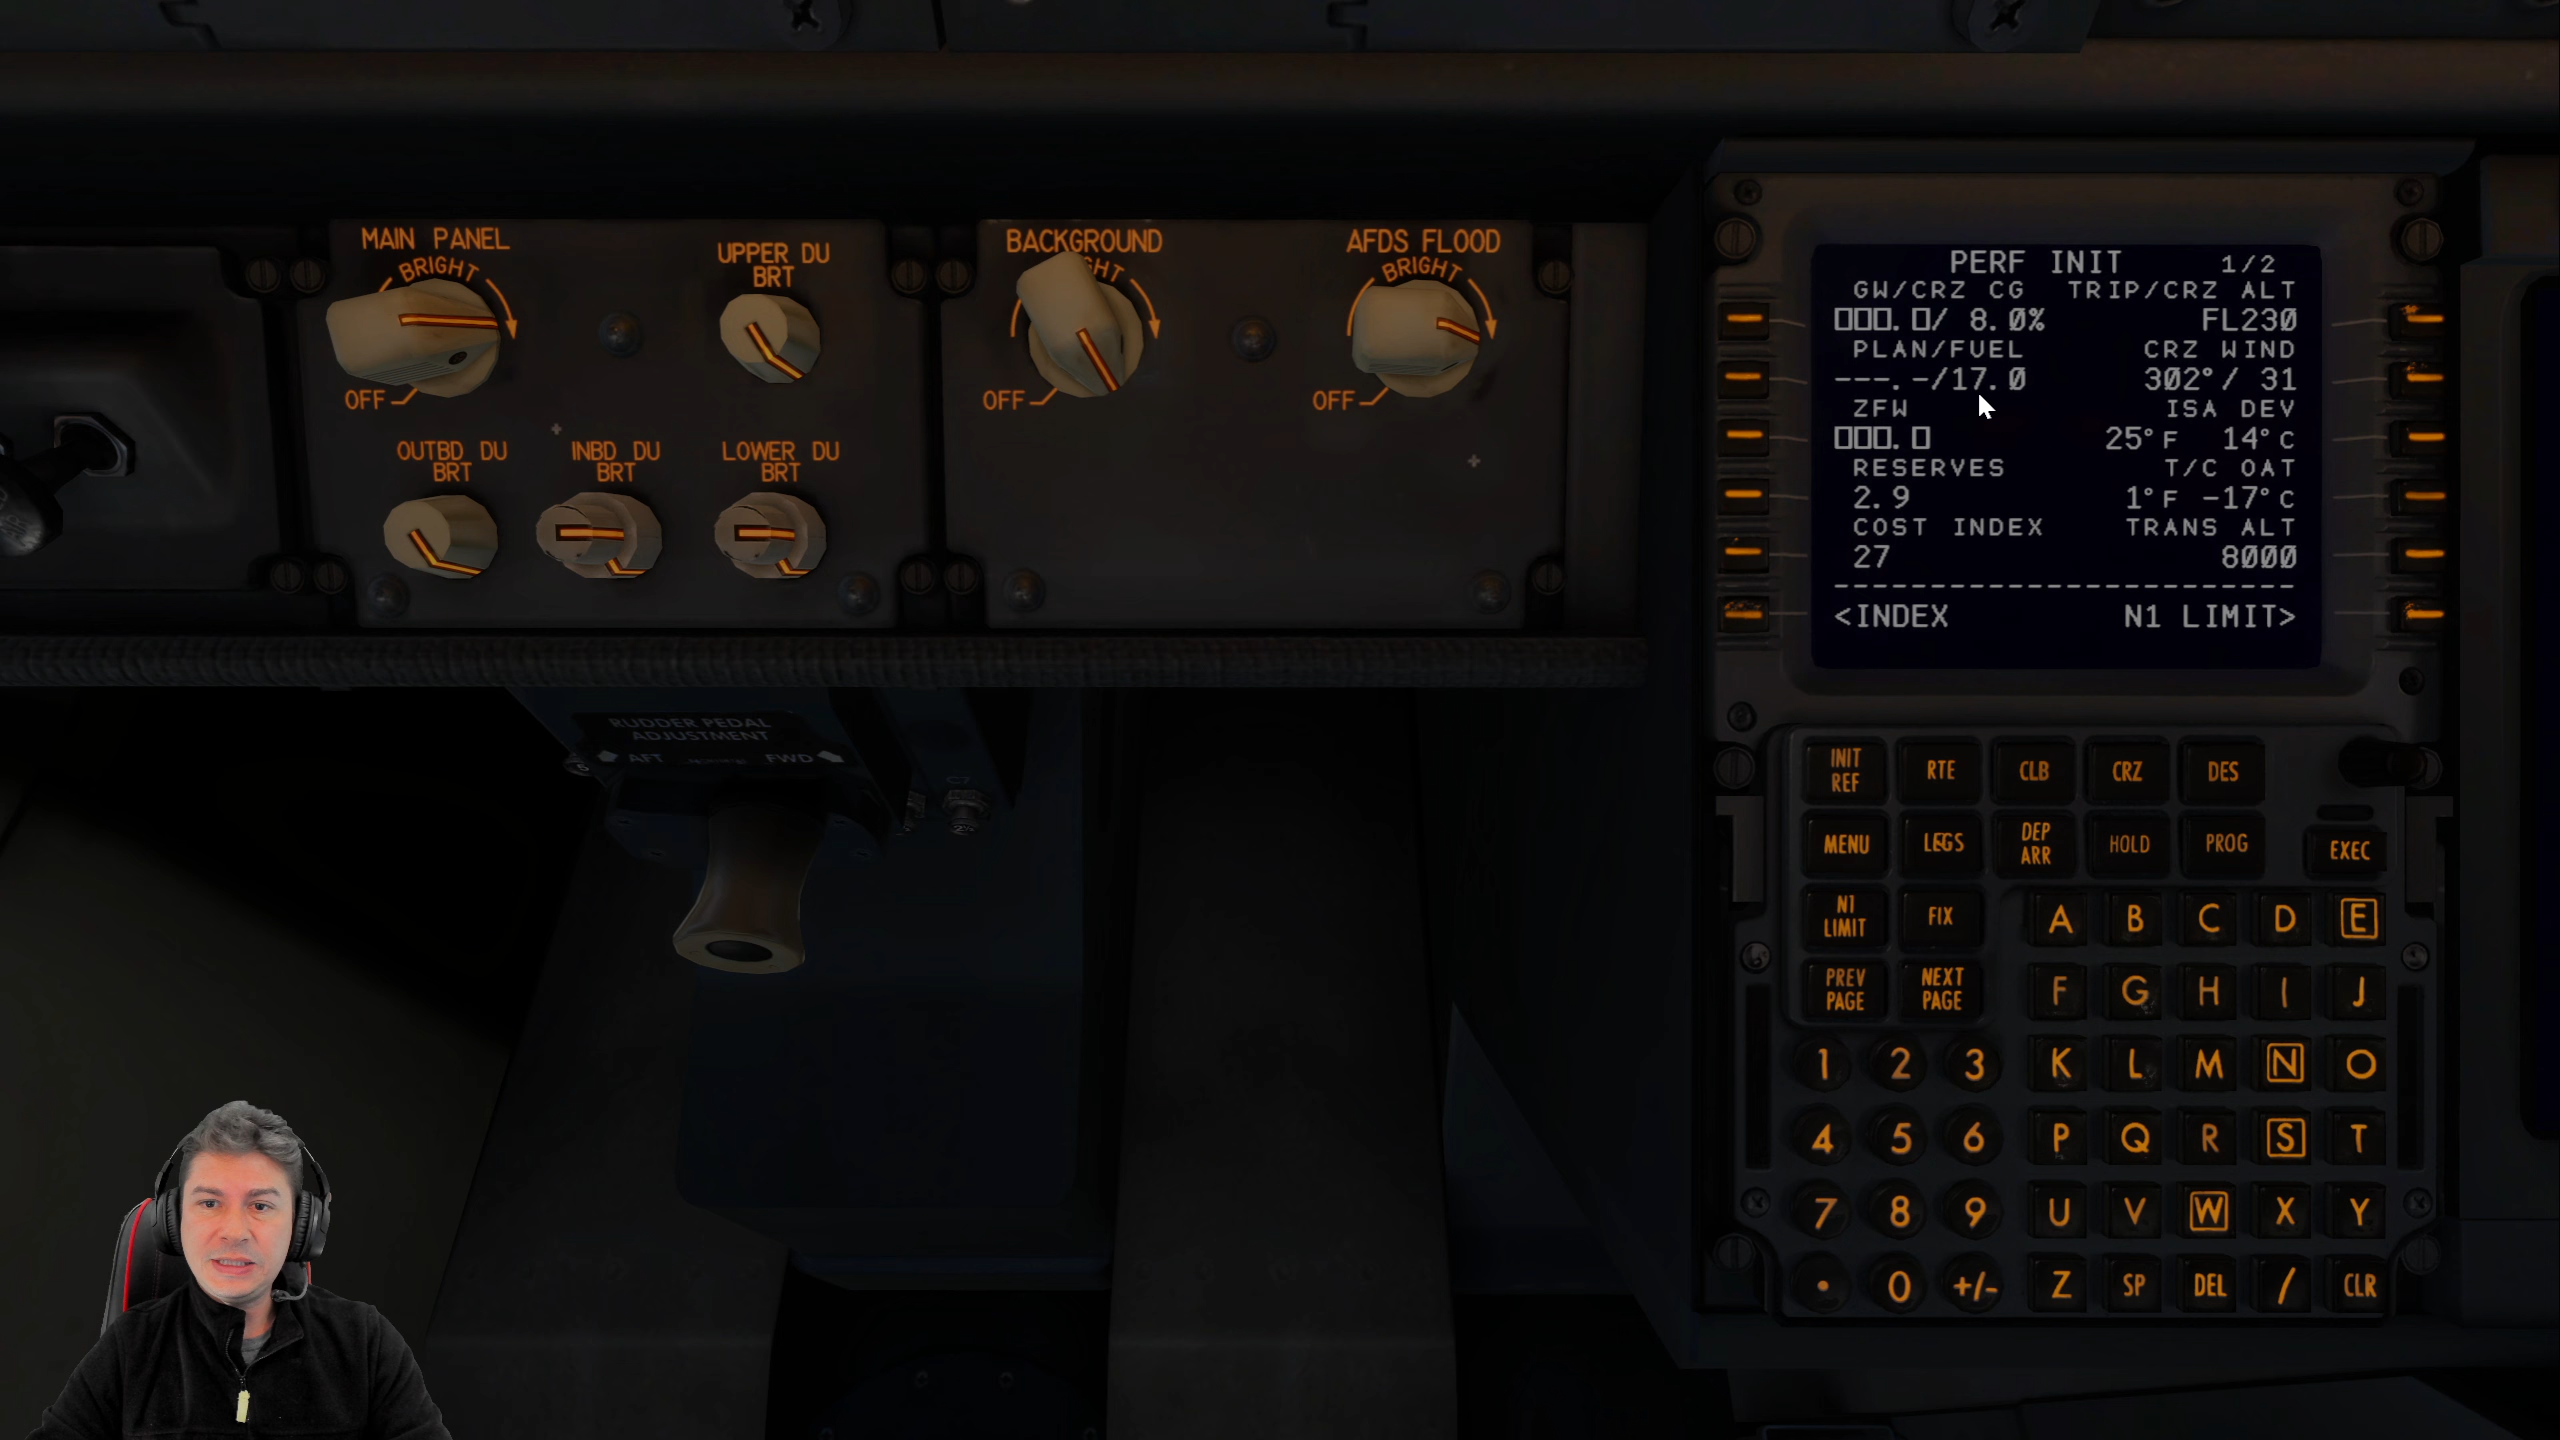 MAIN PANEL
BRIGHT
OFF
UPPER DU
BRT
OUTBD DU
BRT
INBD DU
BRT
LOWER DU
BRT
BACKGROUND
OFF
AFDS FLOOD
BRIGHT
OFF
RUDDER PEDAL
ADJUSTMENT
AFT FWD
PERF INIT 1/2
GW/CRZ CG TRIP/CRZ ALT
□□□.□/ 8.0% FL230
PLAN/FUEL CRZ WIND
---.-/17.0 302°/ 31
ZFW ISA DEV
□□□.□ 25°F 14°C
RESERVES T/C OAT
2.9 1°F -17°C
COST INDEX TRANS ALT
27 8000
------------------------
<INDEX N1 LIMIT>
INIT REF RTE CLB CRZ DES
MENU LEGS DEP ARR HOLD PROG EXEC
N1 LIMIT FIX A B C D E
PREV PAGE NEXT PAGE F G H I J
1 2 3 K L M N O
4 5 6 P Q R S T
7 8 9 U V W X Y
. 0 +/- Z SP DEL / CLR